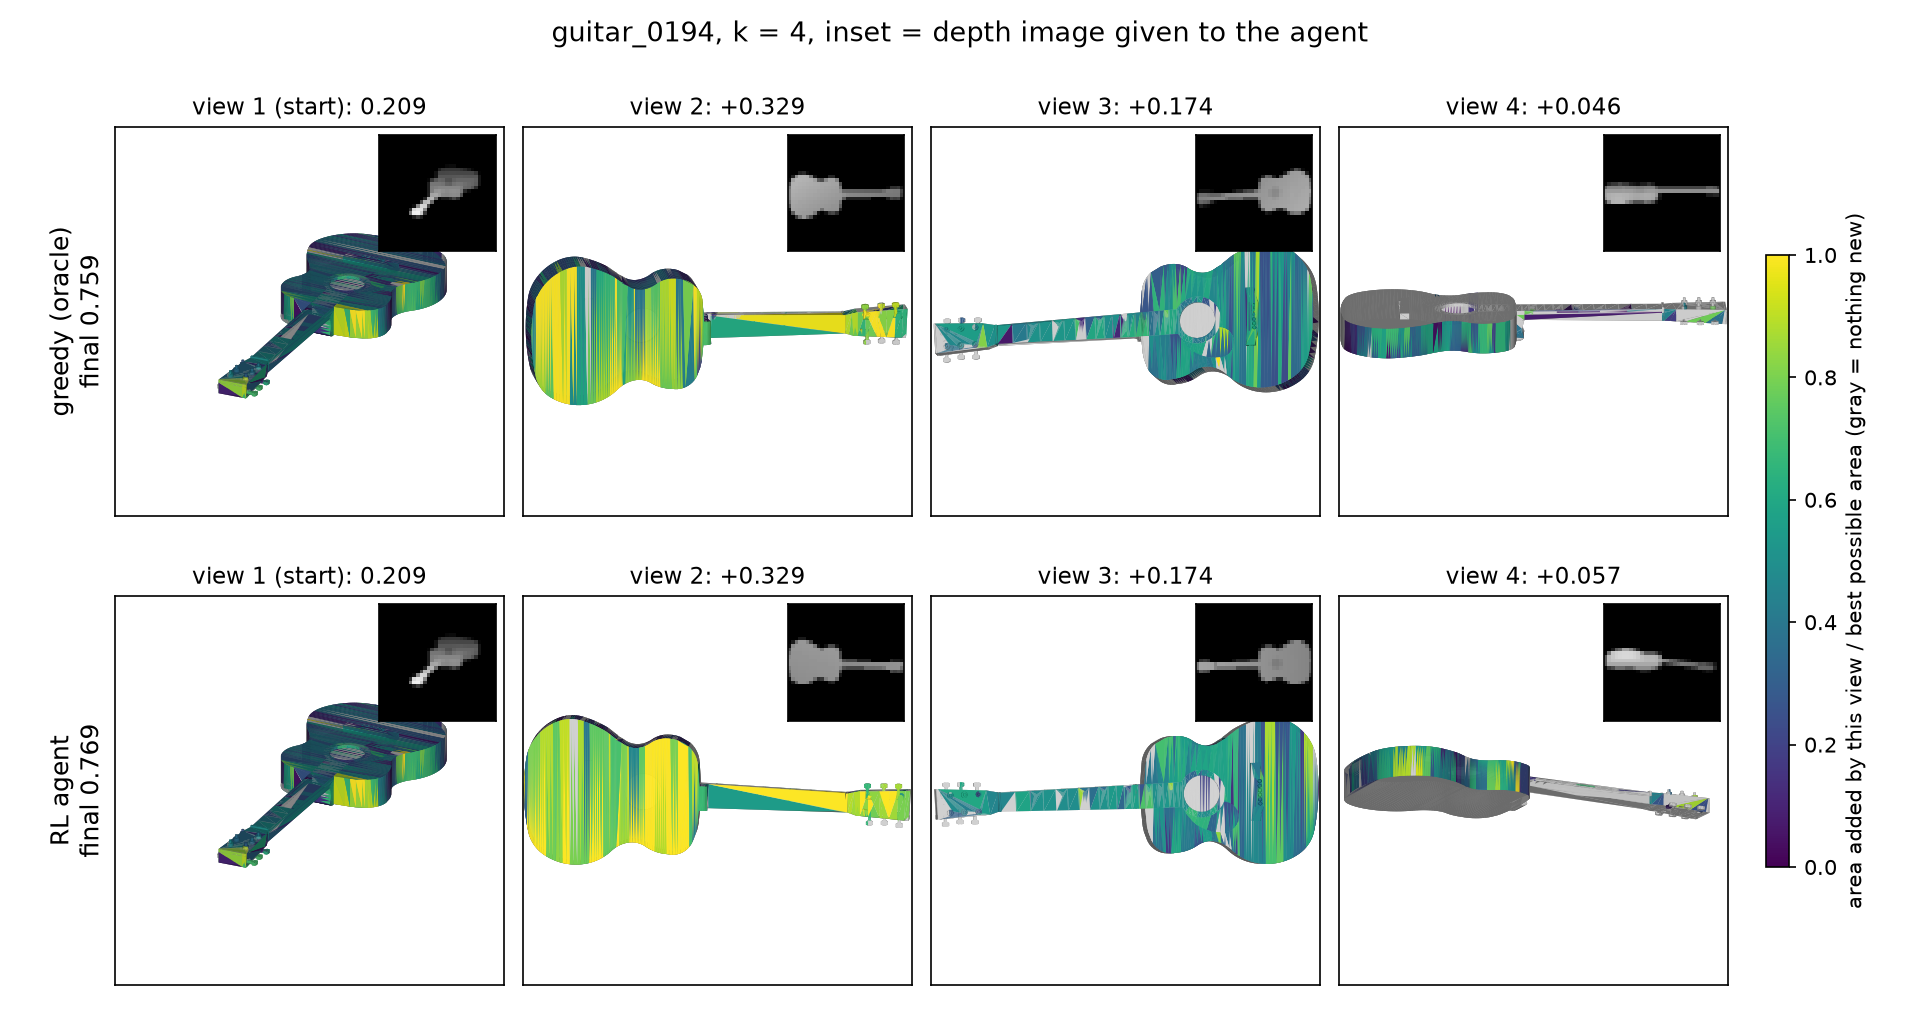 guitar_0194, k = 4, inset = depth image given to the agent
view 1 (start): 0.209
view 2: +0.329
view 3: +0.174
view 4: +0.046
greedy (oracle)
final 0.759
view 1 (start): 0.209
view 2: +0.329
view 3: +0.174
view 4: +0.057
RL agent
final 0.769
1.0
0.8
0.6
0.4
0.2
0.0
area added by this view / best possible area (gray = nothing new)